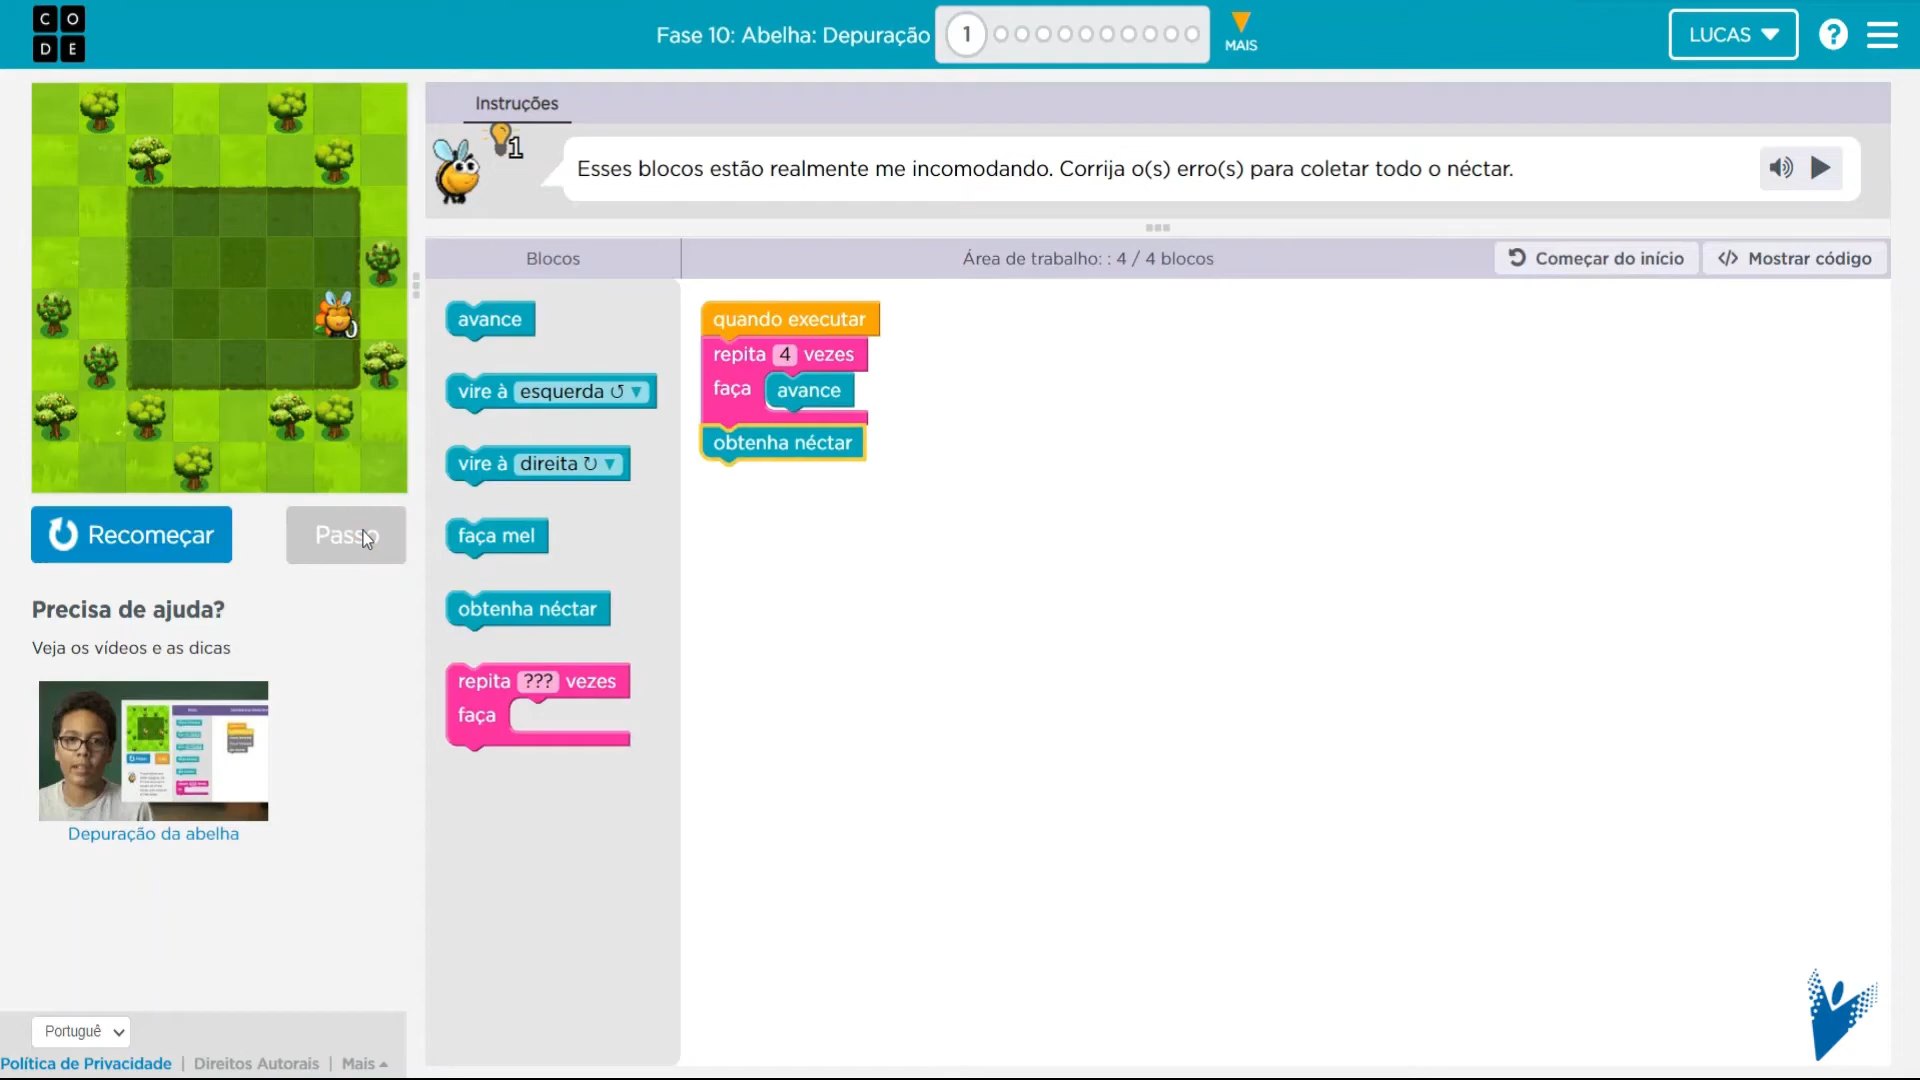 CO
DE
Fase 10: Abelha: Depuração
1
MAIS
LUCAS
?
Instruções
1
Esses blocos estão realmente me incomodando. Corrija o(s) erro(s) para coletar todo o néctar.
Blocos
Área de trabalho: : 4 / 4 blocos
Começar do início
</> Mostrar código
avance
vire à esquerda ↺ ▼
vire à direita ↻ ▼
faça mel
obtenha néctar
repita ??? vezes
faça
quando executar
repita 4 vezes
faça avance
obtenha néctar
0
Recomeçar
Passo
Precisa de ajuda?
Veja os vídeos e as dicas
Depuração da abelha
Portuguê
Política de Privacidade | Direitos Autorais | Mais